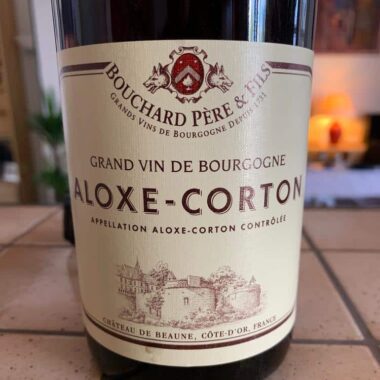 BOUCHARD PÈRE & FILS
GRANDS VINS DE BOURGOGNE DEPUIS 1731
GRAND VIN DE BOURGOGNE
ALOXE-CORTON
APPELLATION ALOXE-CORTON CONTRÔLÉE
CHÂTEAU DE BEAUNE, CÔTE-D'OR, FRANCE